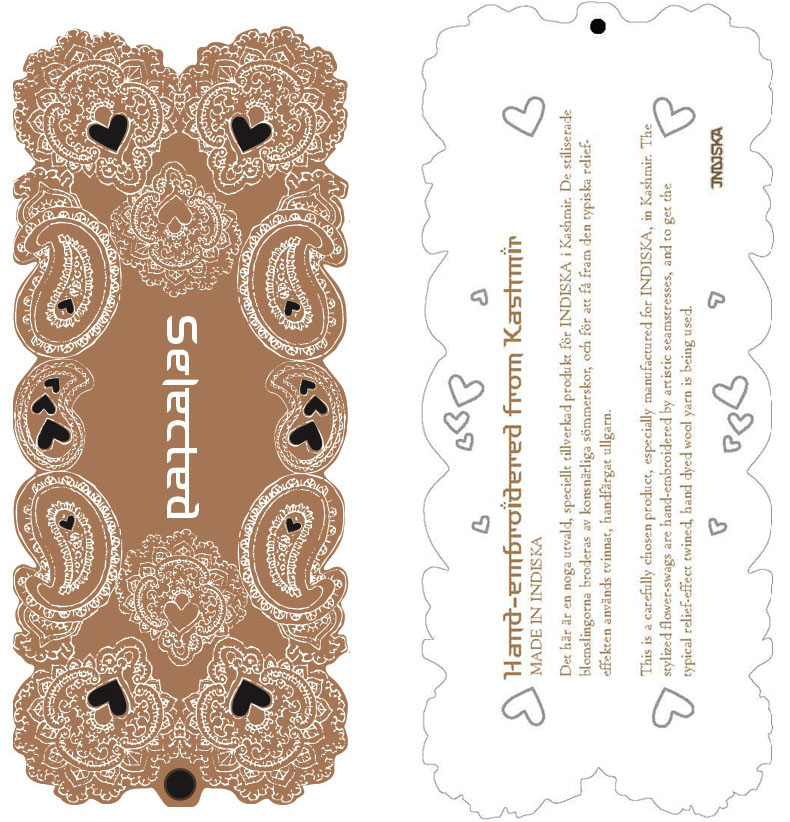 Selected
Hand-embroidered from Kashmir
MADE IN INDISKA
Det här är en noga utvald, speciellt tillverkad produkt för INDISKA i Kashmir. De stiliserade
blomslingorna broderas av konsnärliga sömmerskor, och för att få fram den typiska relief-
effekten används tvinnat, handfärgat ullgarn.
This is a carefully chosen product, especially manufactured for INDISKA, in Kashmir. The
stylized flower-swags are hand-embroidered by artistic seamstresses, and to get the
typical relief-effect twined, hand dyed wool yarn is being used.
INDISKA